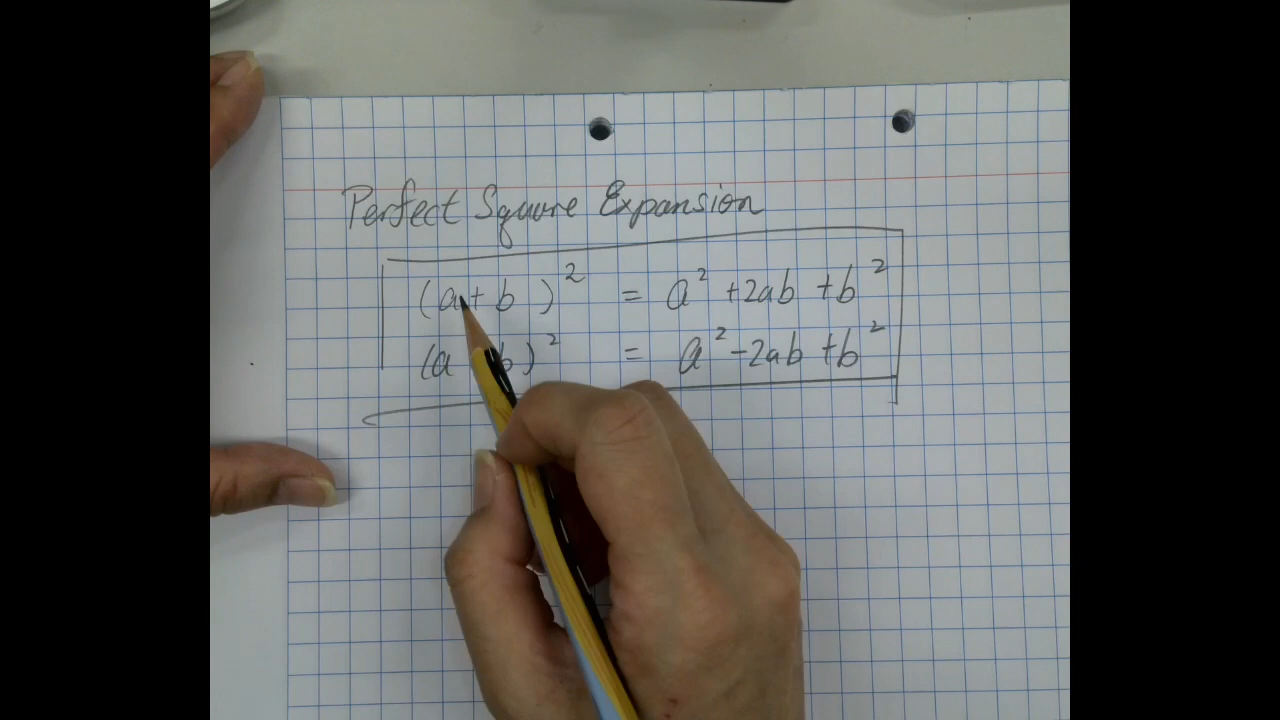 Perfect Square Expansion
(a + b)² = a² + 2ab + b²
(a b)² = a² - 2ab + b²